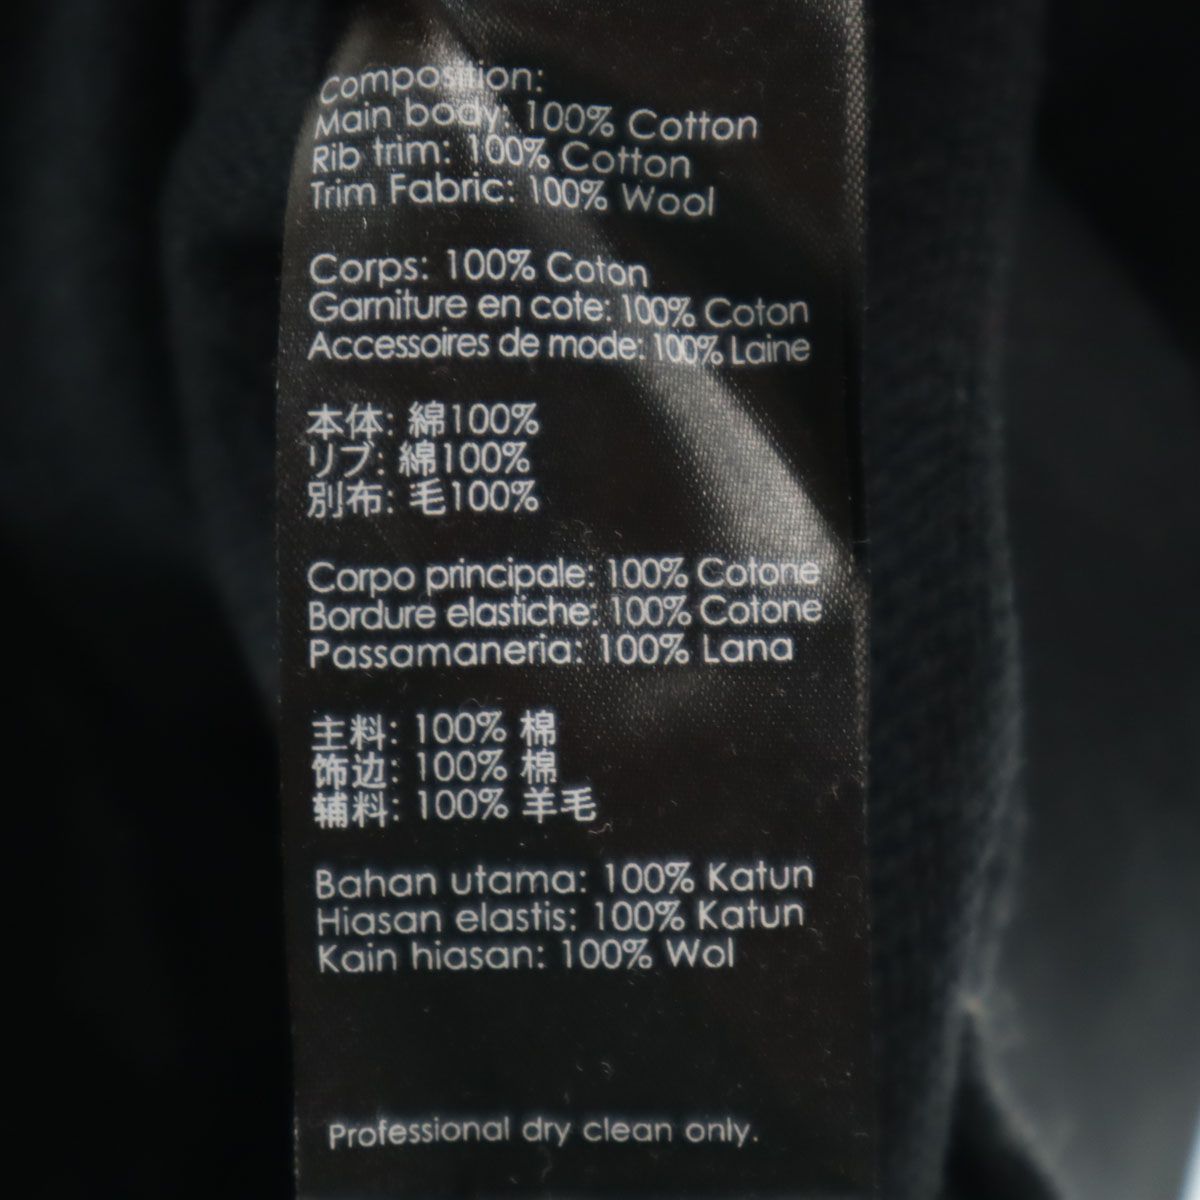 Composition:
Main body: 100% Cotton
Rib trim: 100% Cotton
Trim Fabric: 100% Wool
Corps: 100% Coton
Garniture en cote: 100% Coton
Accessoires de mode: 100% Laine
本体: 綿100%
リブ: 綿100%
別布: 毛100%
Corpo principale: 100% Cotone
Bordure elastiche: 100% Cotone
Passamaneria: 100% Lana
主料: 100% 棉
饰边: 100% 棉
辅料: 100% 羊毛
Bahan utama: 100% Katun
Hiasan elastis: 100% Katun
Kain hiasan: 100% Wol
Professional dry clean only.